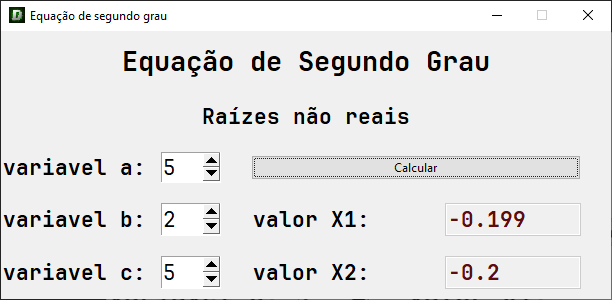 Equação de segundo grau
Equação de Segundo Grau
Raízes não reais
variavel a: 5 Calcular
variavel b: 2 valor X1: -0.199
variavel c: 5 valor X2: -0.2